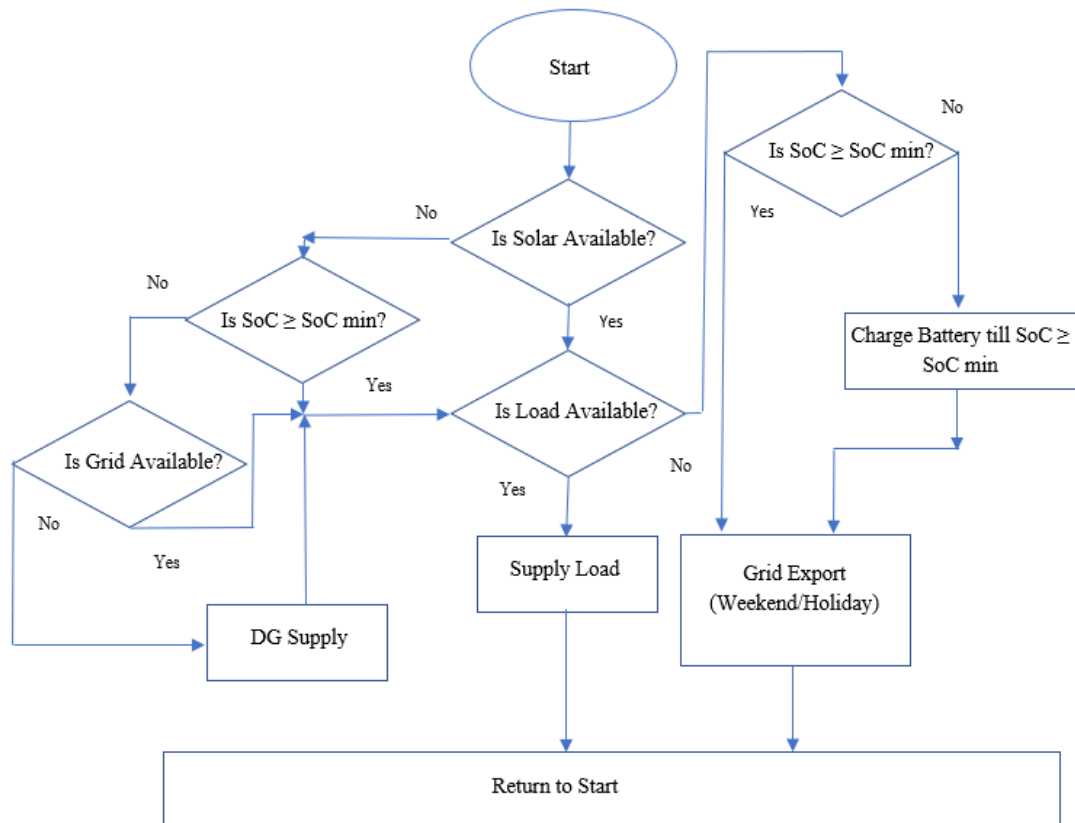 Start
No
Is SoC ≥ SoC min?
Yes
No
Is Solar Available?
No
Is SoC ≥ SoC min?
Yes
Charge Battery till SoC ≥
SoC min
Yes
Is Load Available?
No
Is Grid Available?
Yes
No
Yes
Supply Load
Grid Export
(Weekend/Holiday)
DG Supply
Return to Start